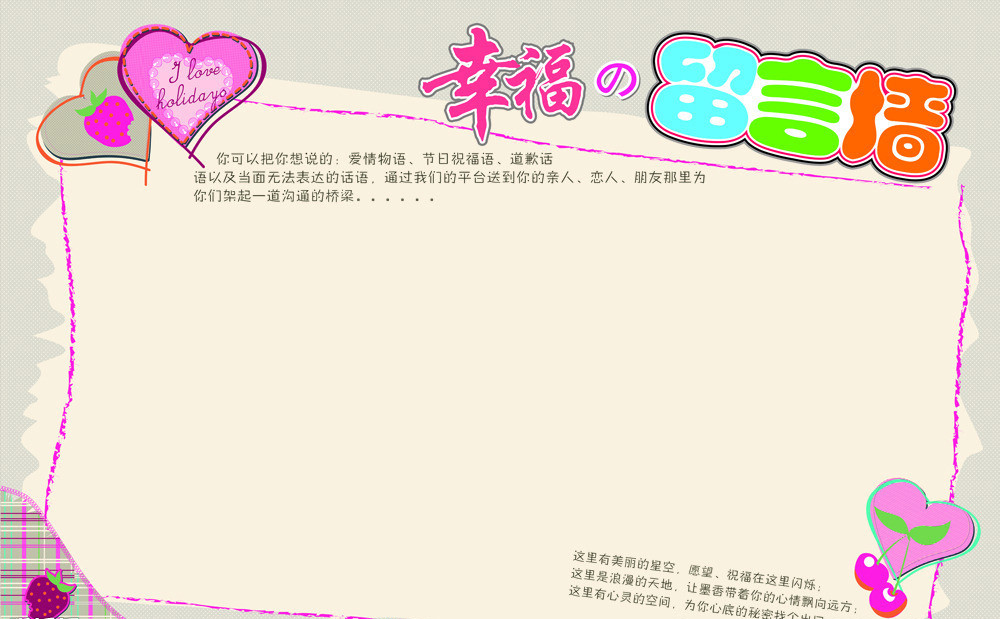 I love
holidays
幸福の留言墙
你可以把你想说的：爱情物语、节日祝福语、道歉话
语以及当面无法表达的话语，通过我们的平台送到你的亲人、恋人、朋友那里为
你们架起一道沟通的桥梁。。。。。。
这里有美丽的星空，愿望、祝福在这里闪烁；
这里是浪漫的天地，让墨香带着你的心情飘向远方；
这里有心灵的空间，为你心底的秘密找个出口